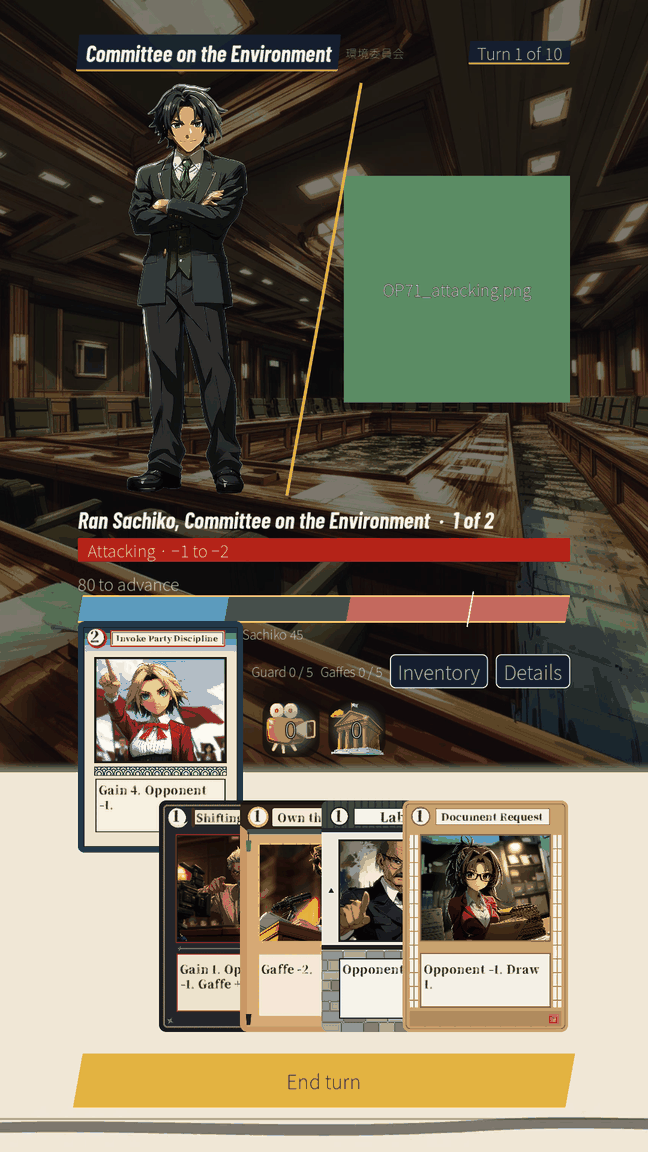 Committee on the Environment
環境委員会
Turn 1 of 10
OP71_attacking.png
Ran Sachiko, Committee on the Environment · 1 of 2
Attacking · −1 to −2
80 to advance
Sachiko 45
Guard 0 / 5 Gaffes 0 / 5
Inventory
Details
0
0
2
Invoke Party Discipline
Gain 4. Opponent
-1.
1
Shifting
Gain 1. Op
-1. Gaffe +
1
Own th
Gaffe -2.
1
Lab
Opponent
1
Document Request
Opponent -1. Draw
1.
End turn